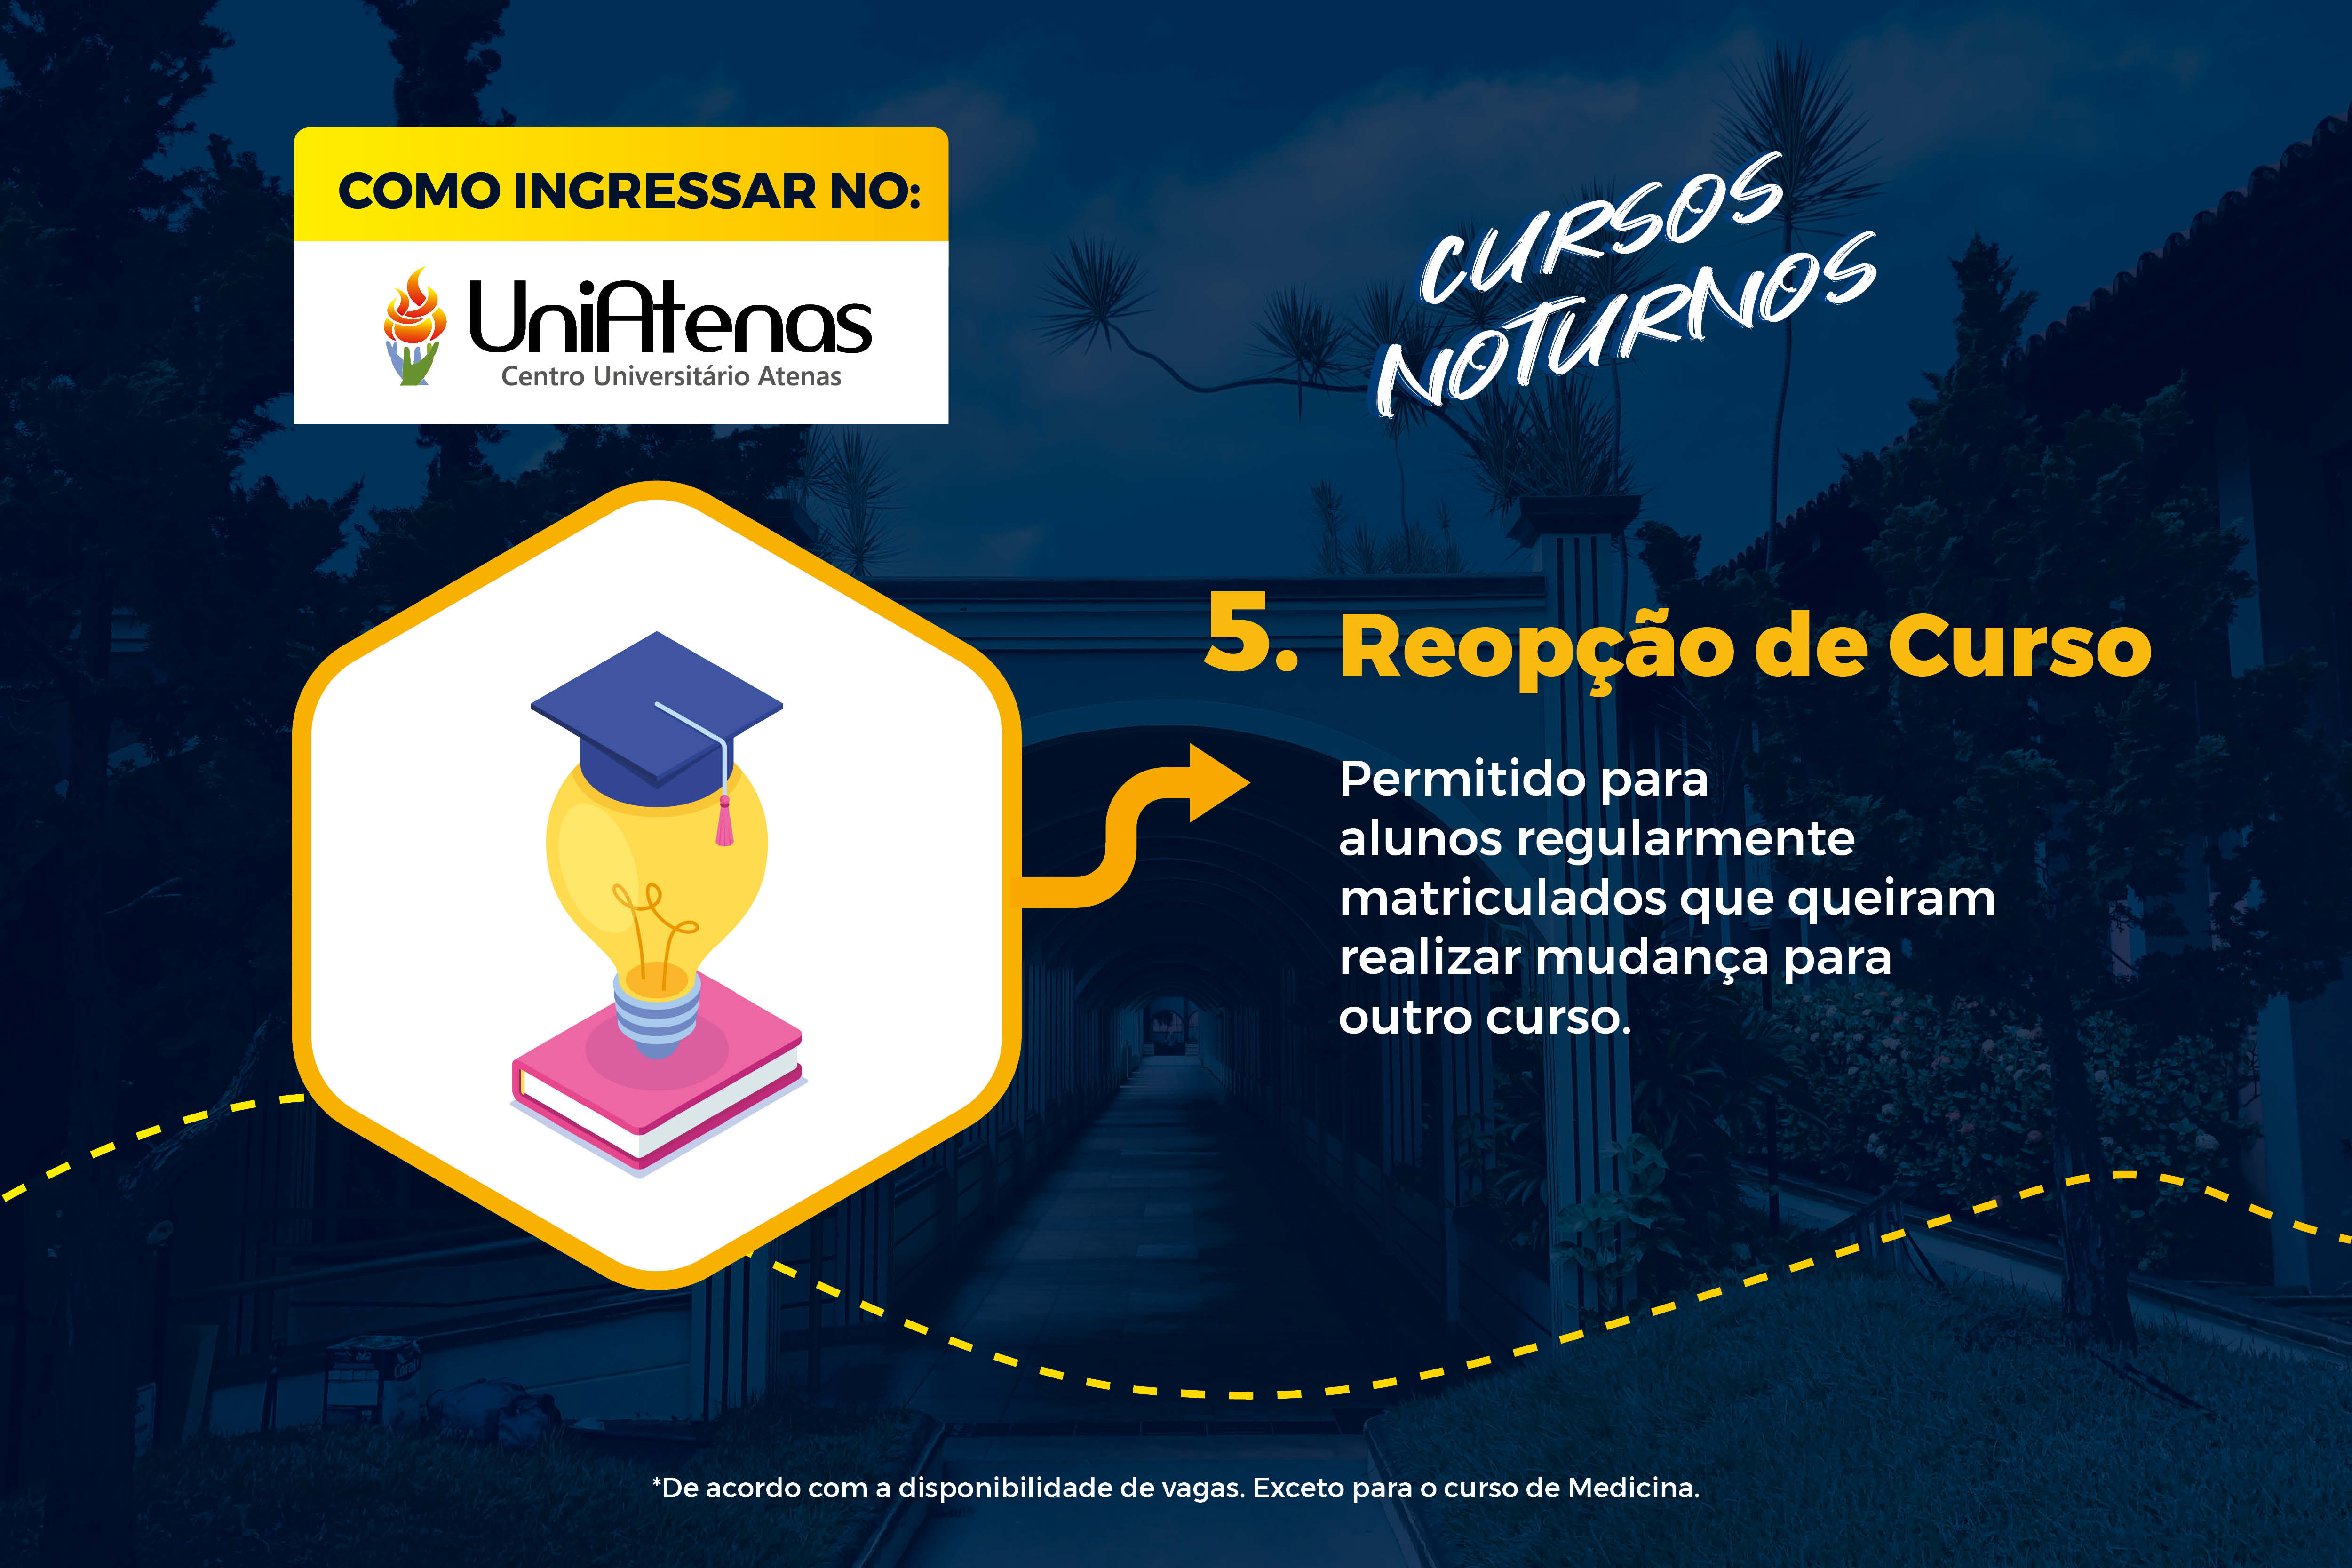 COMO INGRESSAR NO:
UniAtenas
Centro Universitário Atenas
CURSOS
NOTURNOS
5. Reopção de Curso
Permitido para
alunos regularmente
matriculados que queiram
realizar mudança para
outro curso.
*De acordo com a disponibilidade de vagas. Exceto para o curso de Medicina.